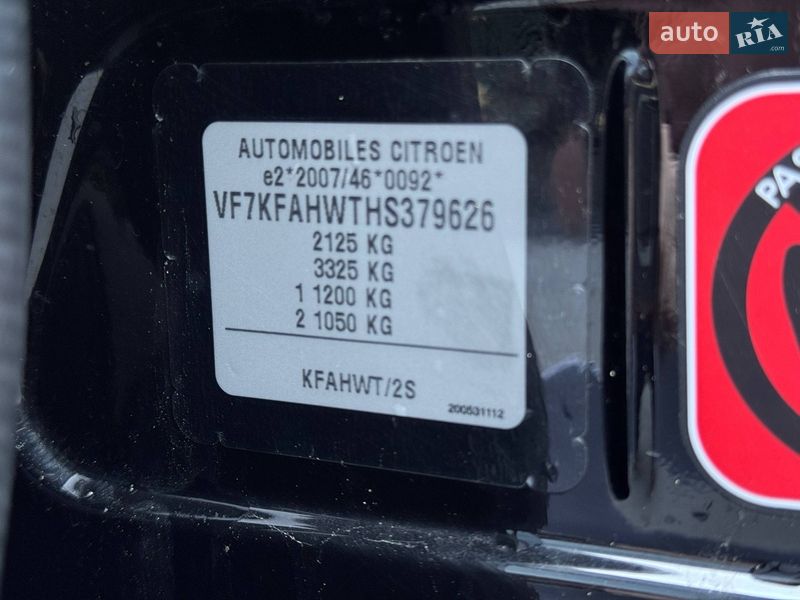 auto RIA
.com
AUTOMOBILES CITROEN
e2*2007/46*0092*
VF7KFAHWTHS379626
2125 KG
3325 KG
1 1200 KG
2 1050 KG
KFAHWT/2S
200531112